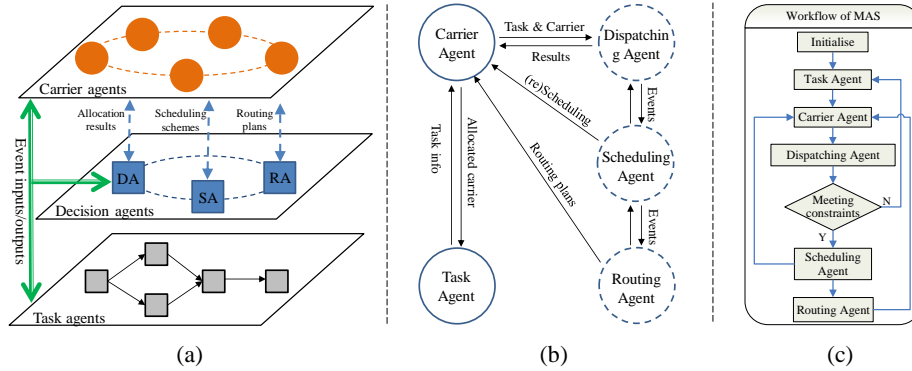 Carrier agents
Allocation
results
Scheduling
schemes
Routing
plans
Event inputs/outputs
DA
SA
RA
Decision agents
Task agents
(a)
Carrier
Agent
Task & Carrier
Results
Dispatchin
g Agent
(re)Scheduling
Events
Task info
Allocated carrier
Routing plans
Scheduling
Agent
Events
Task
Agent
Routing
Agent
(b)
Workflow of MAS
Initialise
Task Agent
Carrier Agent
Dispatching Agent
Meeting
constraints
N
Y
Scheduling
Agent
Routing Agent
(c)